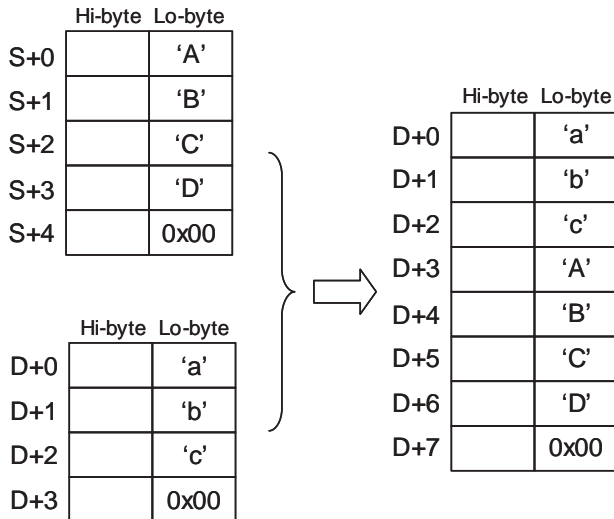 Hi-byte Lo-byte
S+0 ‘A’
S+1 ‘B’
S+2 ‘C’
S+3 ‘D’
S+4 0x00
Hi-byte Lo-byte
D+0 ‘a’
D+1 ‘b’
D+2 ‘c’
D+3 0x00
Hi-byte Lo-byte
D+0 ‘a’
D+1 ‘b’
D+2 ‘c’
D+3 ‘A’
D+4 ‘B’
D+5 ‘C’
D+6 ‘D’
D+7 0x00